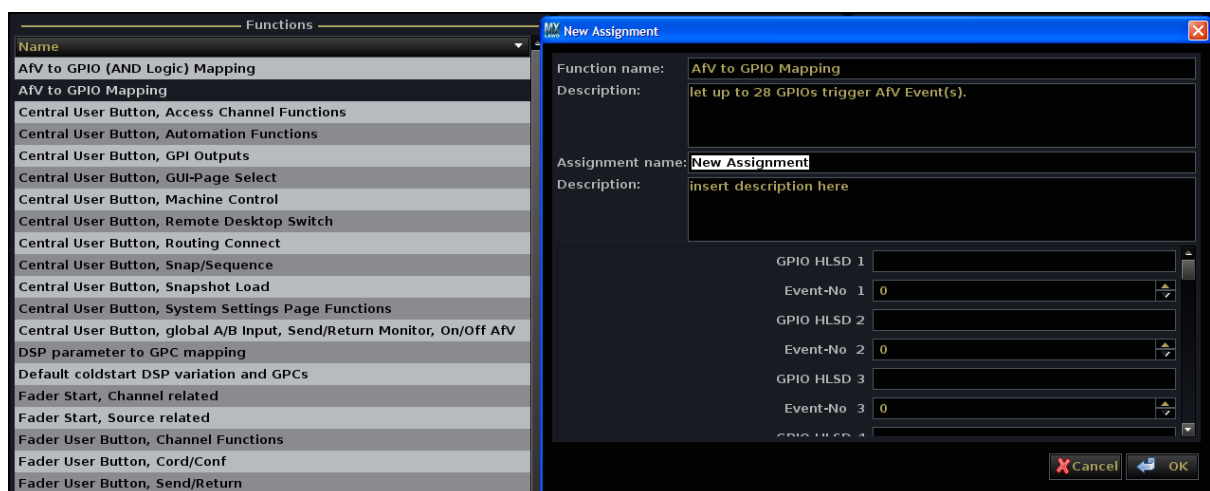 Functions
Name
AfV to GPIO (AND Logic) Mapping
AfV to GPIO Mapping
Central User Button, Access Channel Functions
Central User Button, Automation Functions
Central User Button, GPI Outputs
Central User Button, GUI-Page Select
Central User Button, Machine Control
Central User Button, Remote Desktop Switch
Central User Button, Routing Connect
Central User Button, Snap/Sequence
Central User Button, Snapshot Load
Central User Button, System Settings Page Functions
Central User Button, global A/B Input, Send/Return Monitor, On/Off AfV
DSP parameter to GPC mapping
Default coldstart DSP variation and GPCs
Fader Start, Channel related
Fader Start, Source related
Fader User Button, Channel Functions
Fader User Button, Cord/Conf
Fader User Button, Send/Return
MX LAWO New Assignment
Function name: AfV to GPIO Mapping
Description: let up to 28 GPIOs trigger AfV Event(s).
Assignment name: New Assignment
Description: insert description here
GPIO HLSD 1
Event-No 1 0
GPIO HLSD 2
Event-No 2 0
GPIO HLSD 3
Event-No 3 0
GPIO HLSD 4
Cancel OK